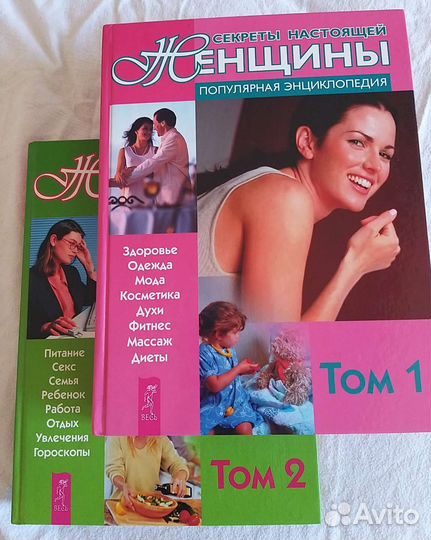 СЕКРЕТЫ НАСТОЯЩЕЙ
ЖЕНЩИНЫ
ПОПУЛЯРНАЯ ЭНЦИКЛОПЕДИЯ
Здоровье
Одежда
Мода
Косметика
Духи
Фитнес
Массаж
Диеты
ВЕСЬ
Том 1
Ж
Питание
Секс
Семья
Ребенок
Работа
Отдых
Увлечения
Гороскопы
ВЕСЬ
Том 2
Avito